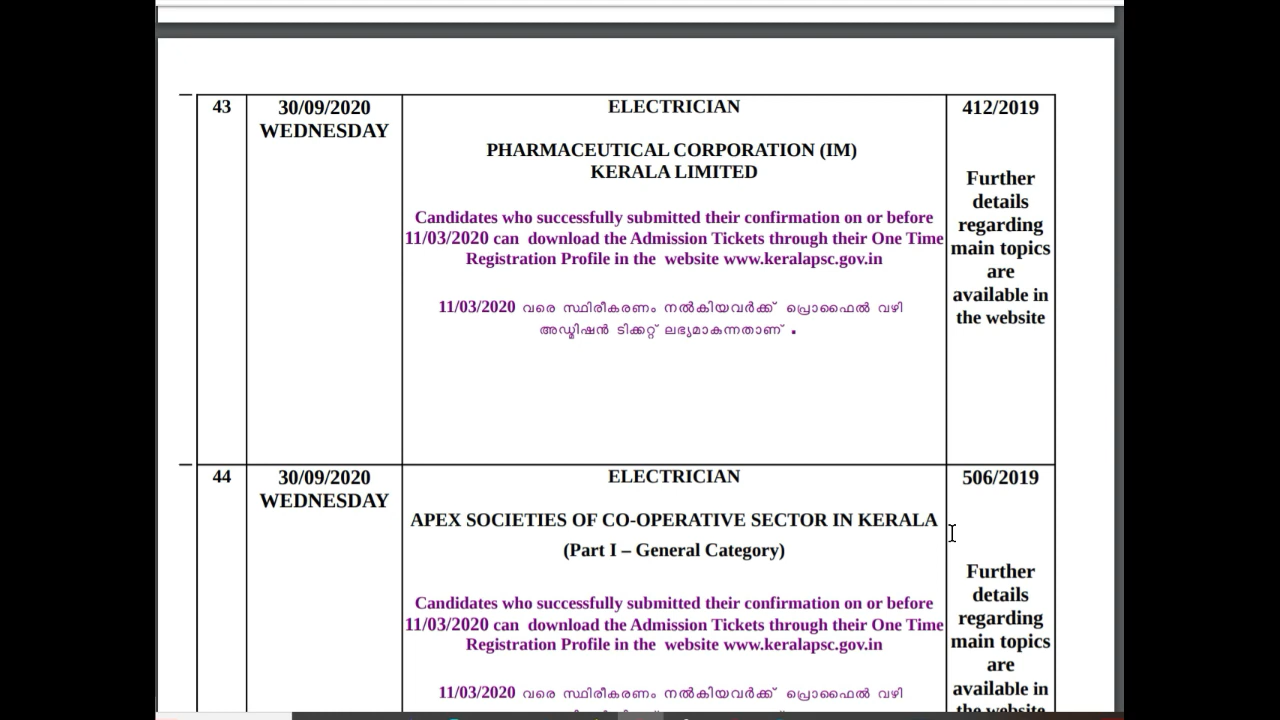 43
30/09/2020
WEDNESDAY
ELECTRICIAN
PHARMACEUTICAL CORPORATION (IM)
KERALA LIMITED
Candidates who successfully submitted their confirmation on or before
11/03/2020 can download the Admission Tickets through their One Time
Registration Profile in the website www.keralapsc.gov.in
11/03/2020 വരെ സ്ഥിരീകരണം നൽകിയവർക്ക് പ്രൊഫൈൽ വഴി
അഡ്മിഷൻ ടിക്കറ്റ് ലഭ്യമാകുന്നതാണ് .
412/2019
Further
details
regarding
main topics
are
available in
the website
44
30/09/2020
WEDNESDAY
ELECTRICIAN
APEX SOCIETIES OF CO-OPERATIVE SECTOR IN KERALA
(Part I – General Category)
Candidates who successfully submitted their confirmation on or before
11/03/2020 can download the Admission Tickets through their One Time
Registration Profile in the website www.keralapsc.gov.in
11/03/2020 വരെ സ്ഥിരീകരണം നൽകിയവർക്ക് പ്രൊഫൈൽ വഴി
506/2019
Further
details
regarding
main topics
are
available in
the website